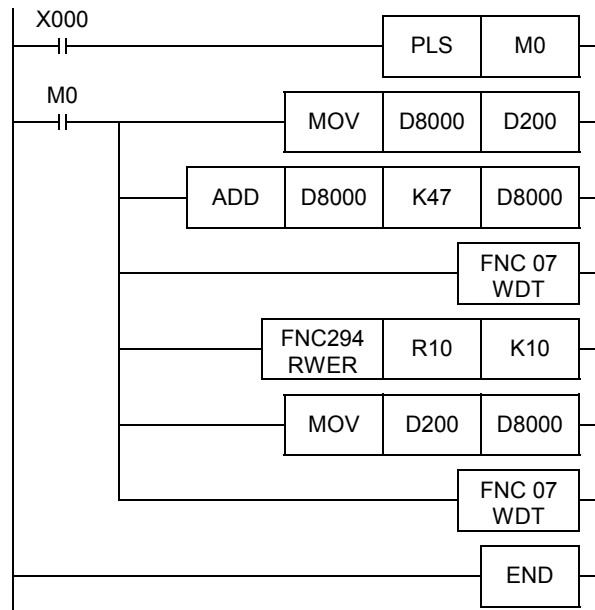 X000
PLS M0
M0
MOV D8000 D200
ADD D8000 K47 D8000
FNC 07
WDT
FNC294
RWER R10 K10
MOV D200 D8000
FNC 07
WDT
END